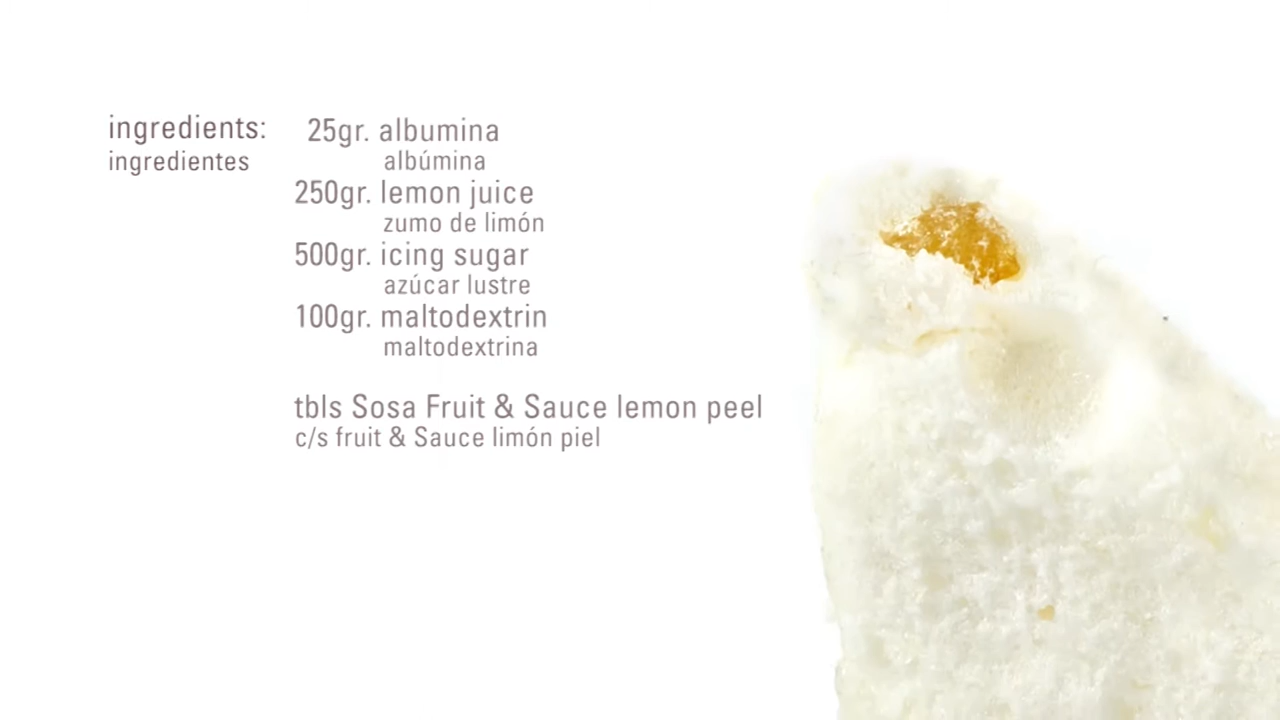 ingredients: 25gr. albumina
ingredientes albúmina
250gr. lemon juice
zumo de limón
500gr. icing sugar
azúcar lustre
100gr. maltodextrin
maltodextrina
tbls Sosa Fruit & Sauce lemon peel
c/s fruit & Sauce limón piel